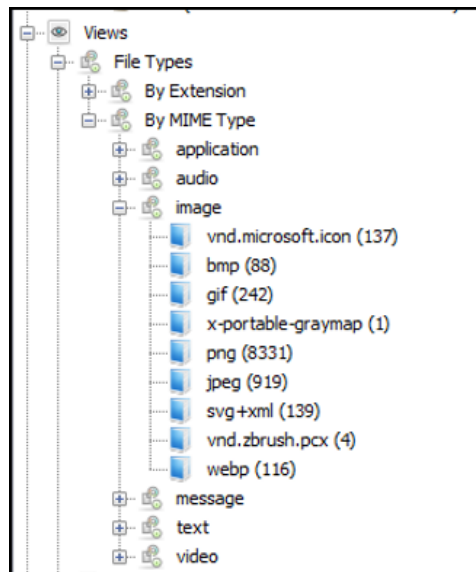 Views
File Types
By Extension
By MIME Type
application
audio
image
vnd.microsoft.icon (137)
bmp (88)
gif (242)
x-portable-graymap (1)
png (8331)
jpeg (919)
svg+xml (139)
vnd.zbrush.pcx (4)
webp (116)
message
text
video